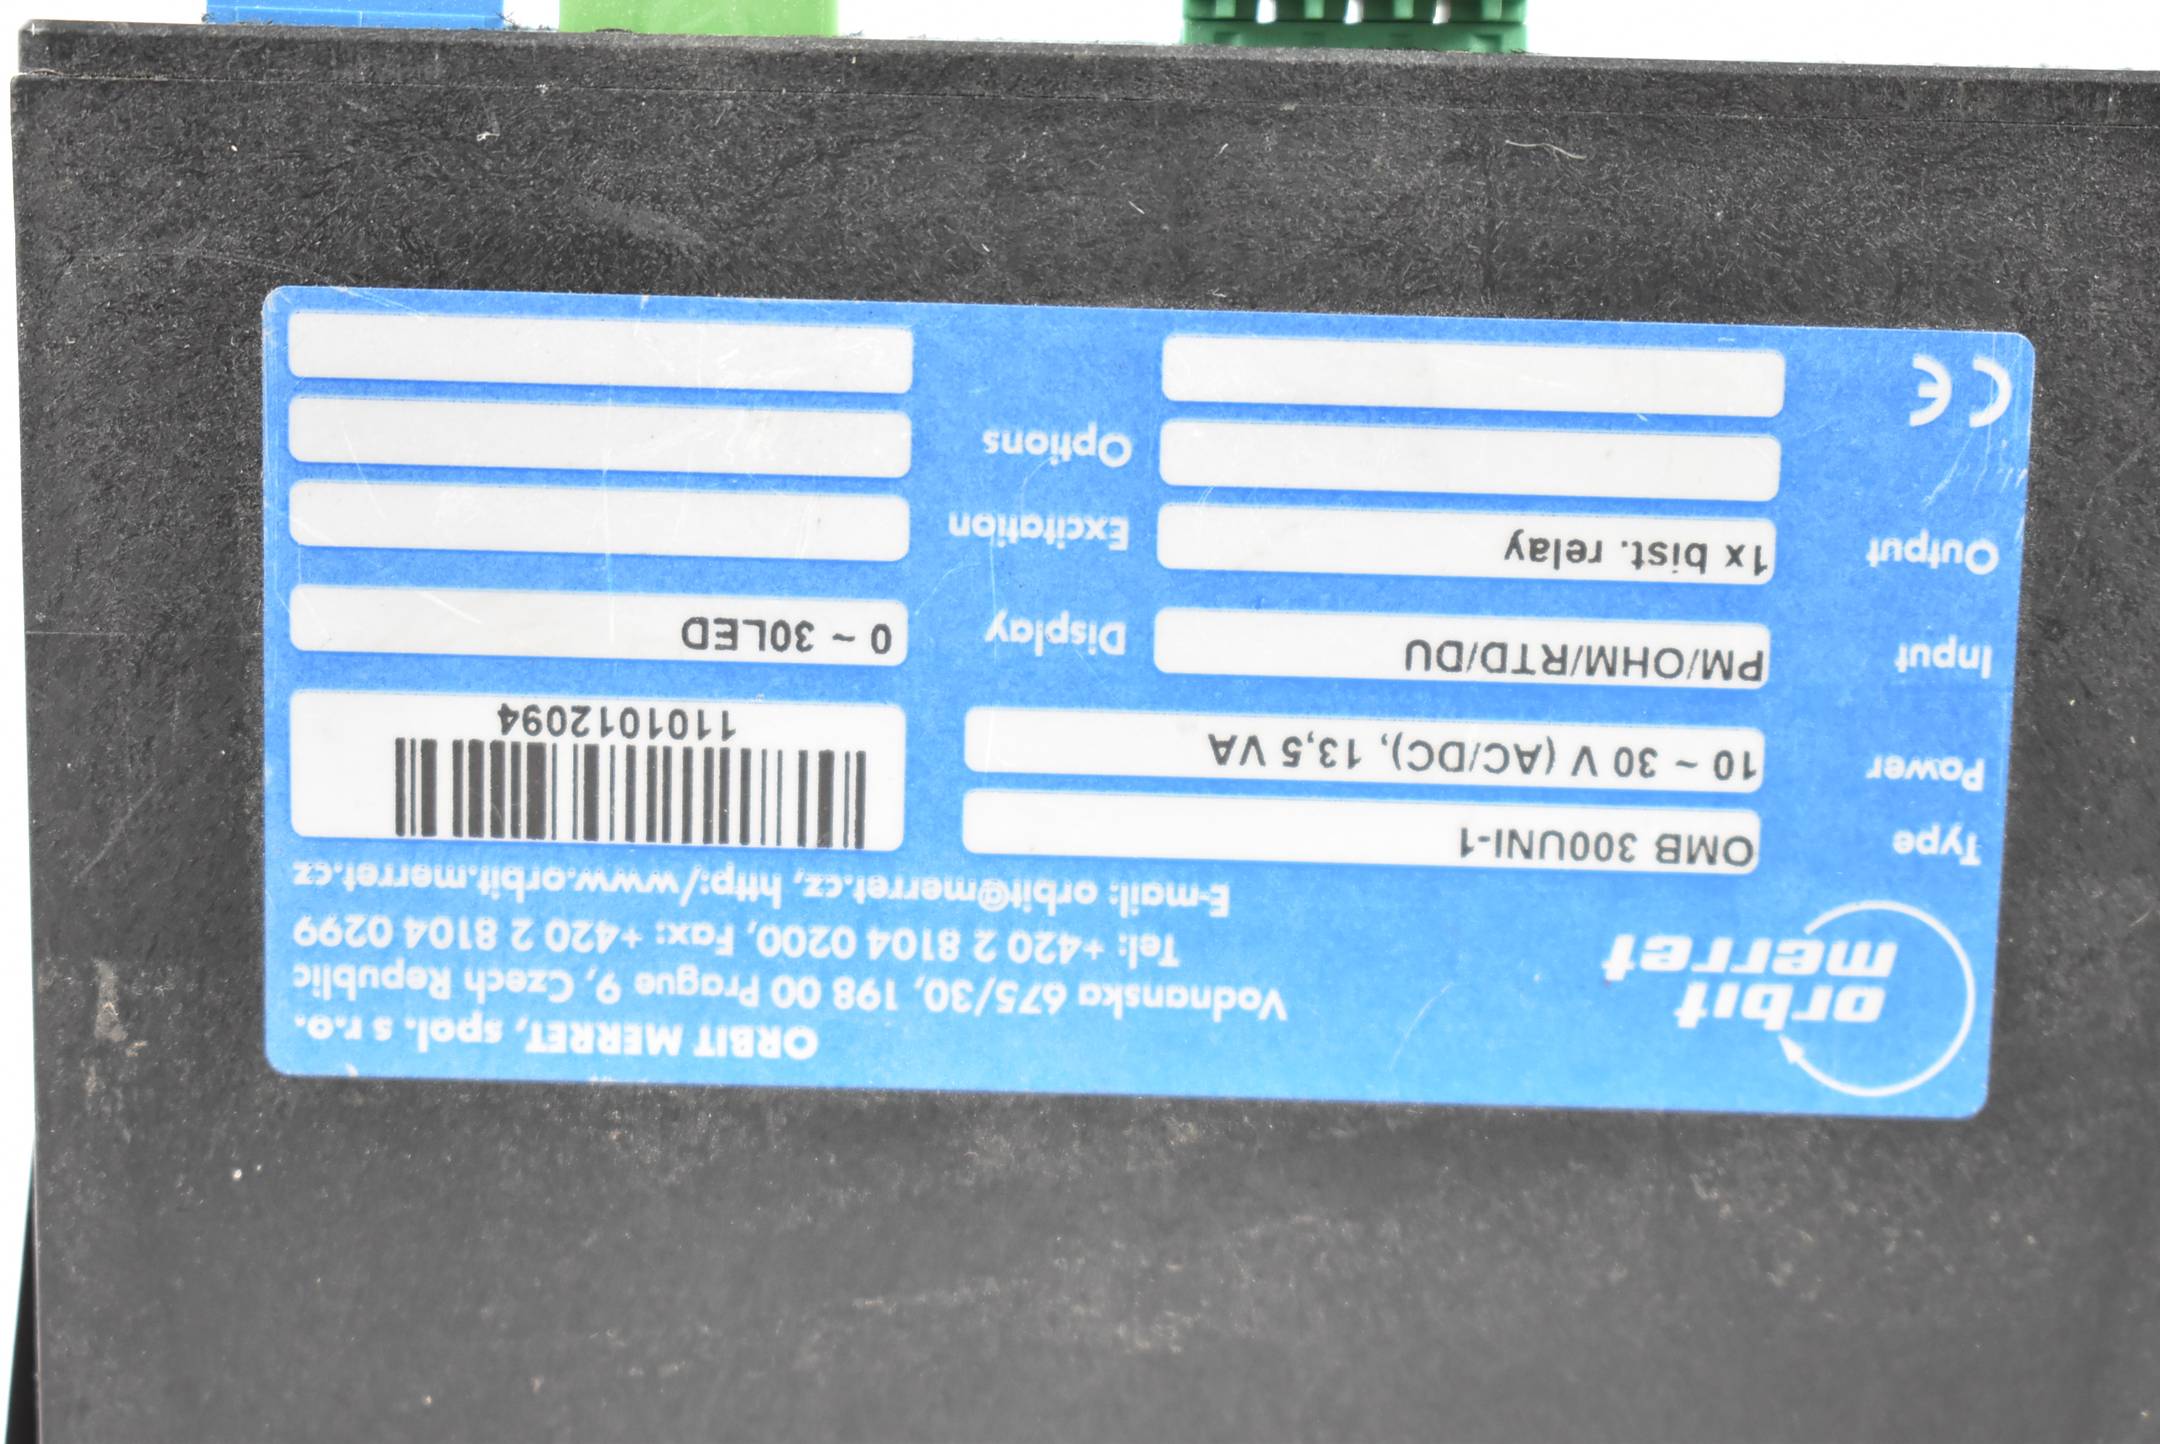 orbit
merret
ORBIT MERRET, spol. s r.o.
Vodnanska 675/30, 198 00 Prague 9, Czech Republic
Tel: +420 2 8104 0200, Fax: +420 2 8104 0299
E-mail: orbit@merret.cz, http:/www.orbit.merret.cz
Type OMB 300UNI-1
Power 10 ~ 30 V (AC/DC), 13,5 VA
1101012094
Input PM/OHM/RTD/DU Display 0 ~ 30LED
Output 1x bist. relay Excitation
Options
CE